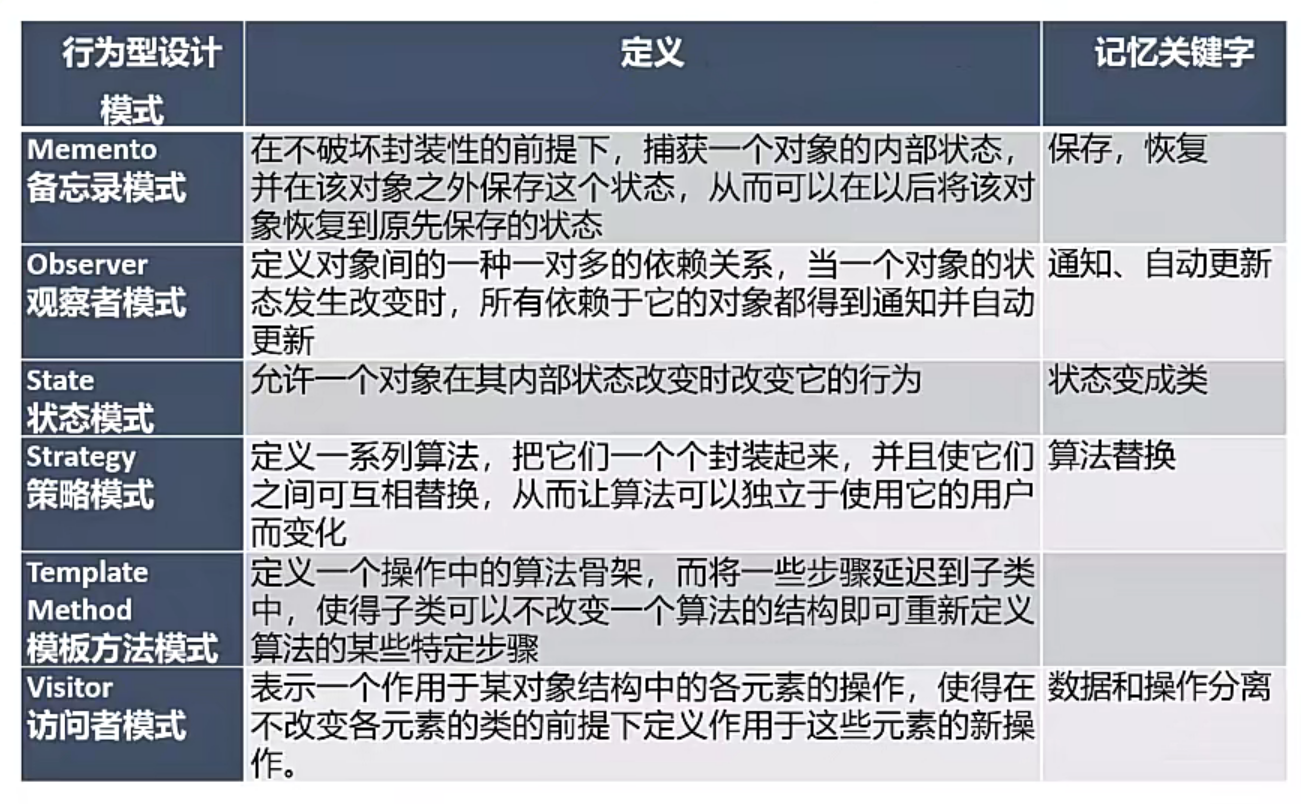 行为型设计
模式
定义
记忆关键字
Memento
备忘录模式
在不破坏封装性的前提下，捕获一个对象的内部状态，
并在该对象之外保存这个状态，从而可以在以后将该对
象恢复到原先保存的状态
保存，恢复
Observer
观察者模式
定义对象间的一种一对多的依赖关系，当一个对象的状
态发生改变时，所有依赖于它的对象都得到通知并自动
更新
通知、自动更新
State
状态模式
允许一个对象在其内部状态改变时改变它的行为
状态变成类
Strategy
策略模式
定义一系列算法，把它们一个个封装起来，并且使它们
之间可互相替换，从而让算法可以独立于使用它的用户
而变化
算法替换
Template
Method
模板方法模式
定义一个操作中的算法骨架，而将一些步骤延迟到子类
中，使得子类可以不改变一个算法的结构即可重新定义
算法的某些特定步骤
Visitor
访问者模式
表示一个作用于某对象结构中的各元素的操作，使得在
不改变各元素的类的前提下定义作用于这些元素的新操
作。
数据和操作分离